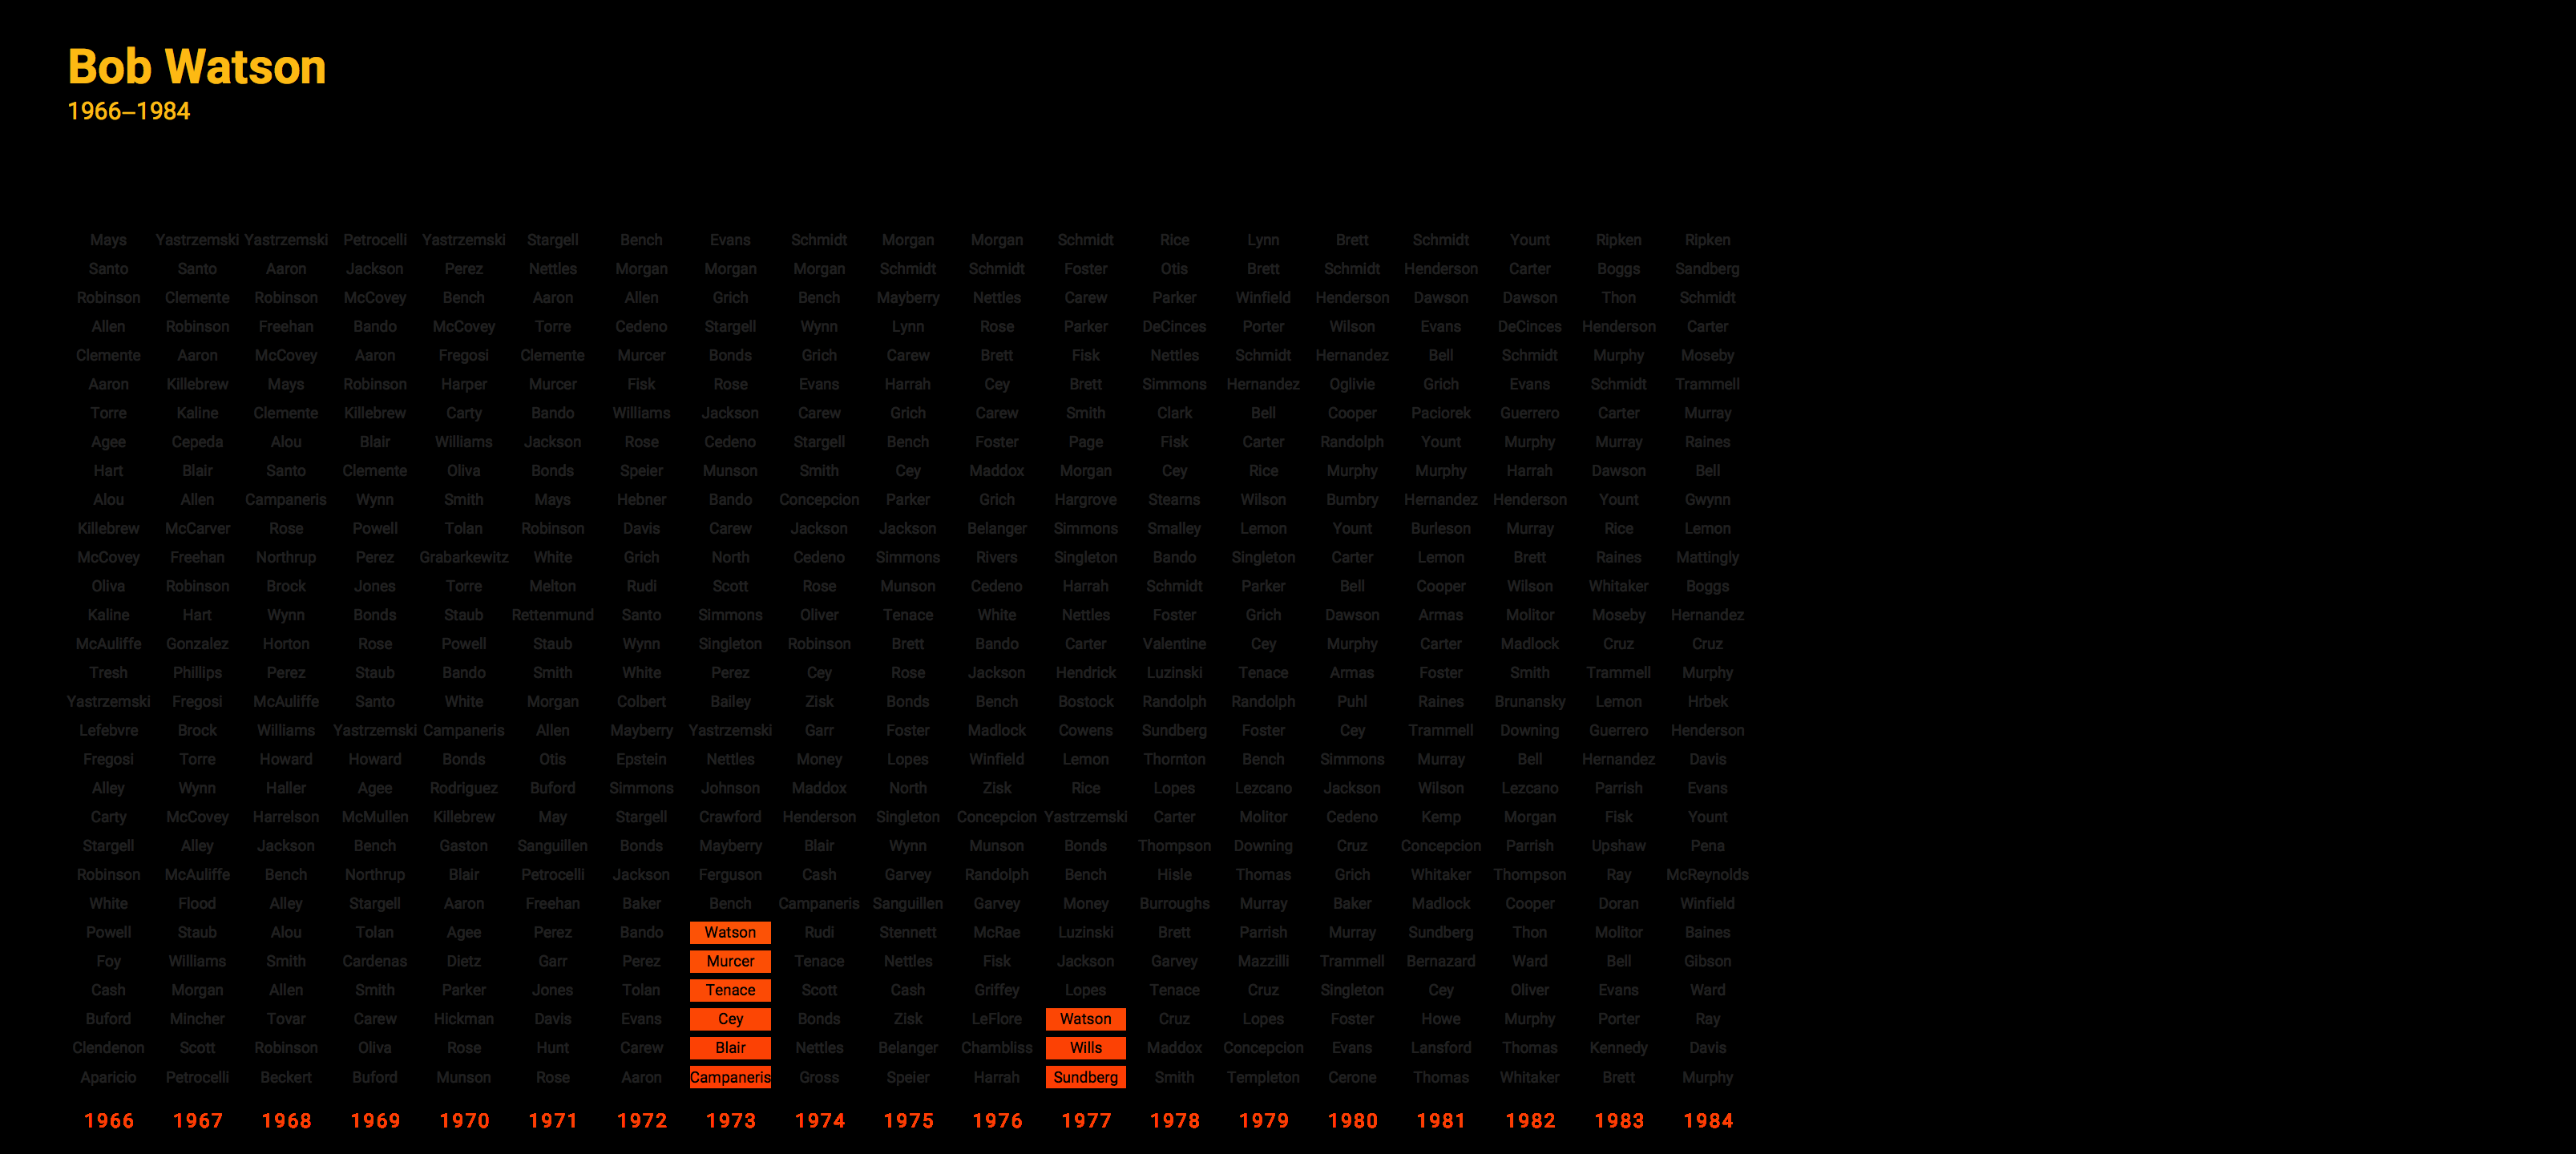 Bob Watson
1966–1984
Mays Yastrzemski Yastrzemski Petrocelli Yastrzemski Stargell Bench Evans Schmidt Morgan Morgan Schmidt Rice Lynn Brett Schmidt Yount Ripken Ripken
Santo Santo Aaron Jackson Perez Nettles Morgan Morgan Morgan Schmidt Schmidt Foster Otis Brett Schmidt Henderson Carter Boggs Sandberg
Robinson Clemente Robinson McCovey Bench Aaron Allen Grich Bench Mayberry Nettles Carew Parker Winfield Henderson Dawson Dawson Thon Schmidt
Allen Robinson Freehan Bando McCovey Torre Cedeno Stargell Wynn Lynn Rose Parker DeCinces Porter Wilson Evans DeCinces Henderson Carter
Clemente Aaron McCovey Aaron Fregosi Clemente Murcer Bonds Grich Carew Brett Fisk Nettles Schmidt Hernandez Bell Schmidt Murphy Moseby
Aaron Killebrew Mays Robinson Harper Murcer Fisk Rose Evans Harrah Cey Brett Simmons Hernandez Oglivie Grich Evans Schmidt Trammell
Torre Kaline Clemente Killebrew Carty Bando Williams Jackson Carew Grich Carew Smith Clark Bell Cooper Paciorek Guerrero Carter Murray
Agee Cepeda Alou Blair Williams Jackson Rose Cedeno Stargell Bench Foster Page Fisk Carter Randolph Yount Murphy Murray Raines
Hart Blair Santo Clemente Oliva Bonds Speier Munson Smith Cey Maddox Morgan Cey Rice Murphy Murphy Harrah Dawson Bell
Alou Allen Campaneris Wynn Smith Mays Hebner Bando Concepcion Parker Grich Hargrove Stearns Wilson Bumbry Hernandez Henderson Yount Gwynn
Killebrew McCarver Rose Powell Tolan Robinson Davis Carew Jackson Jackson Belanger Simmons Smalley Lemon Yount Burleson Murray Rice Lemon
McCovey Freehan Northrup Perez Grabarkewitz White Grich North Cedeno Simmons Rivers Singleton Bando Singleton Carter Lemon Brett Raines Mattingly
Oliva Robinson Brock Jones Torre Melton Rudi Scott Rose Munson Cedeno Harrah Schmidt Parker Bell Cooper Wilson Whitaker Boggs
Kaline Hart Wynn Bonds Staub Rettenmund Santo Simmons Oliver Tenace White Nettles Foster Grich Dawson Armas Molitor Moseby Hernandez
McAuliffe Gonzalez Horton Rose Powell Staub Wynn Singleton Robinson Brett Bando Carter Valentine Cey Murphy Carter Madlock Cruz Cruz
Tresh Phillips Perez Staub Bando Smith White Perez Cey Rose Jackson Hendrick Luzinski Tenace Armas Foster Smith Trammell Murphy
Yastrzemski Fregosi McAuliffe Santo White Morgan Colbert Bailey Zisk Bonds Bench Bostock Randolph Randolph Puhl Raines Brunansky Lemon Hrbek
Lefebvre Brock Williams Yastrzemski Campaneris Allen Mayberry Yastrzemski Garr Foster Madlock Cowens Sundberg Foster Cey Trammell Downing Guerrero Henderson
Fregosi Torre Howard Howard Bonds Otis Epstein Nettles Money Lopes Winfield Lemon Thornton Bench Simmons Murray Bell Hernandez Davis
Alley Wynn Haller Agee Rodriguez Buford Simmons Johnson Maddox North Zisk Rice Lopes Lezcano Jackson Wilson Lezcano Parrish Evans
Carty McCovey Harrelson McMullen Killebrew May Stargell Crawford Henderson Singleton Concepcion Yastrzemski Carter Molitor Cedeno Kemp Morgan Fisk Yount
Stargell Alley Jackson Bench Gaston Sanguillen Bonds Mayberry Blair Wynn Munson Bonds Thompson Downing Cruz Concepcion Parrish Upshaw Pena
Robinson McAuliffe Bench Northrup Blair Petrocelli Jackson Ferguson Cash Garvey Randolph Bench Hisle Thomas Grich Whitaker Thompson Ray McReynolds
White Flood Alley Stargell Aaron Freehan Baker Bench Campaneris Sanguillen Garvey Money Burroughs Murray Baker Madlock Cooper Doran Winfield
Powell Staub Alou Tolan Agee Perez Bando Watson Rudi Stennett McRae Luzinski Brett Parrish Murray Sundberg Thon Molitor Baines
Foy Williams Smith Cardenas Dietz Garr Perez Murcer Tenace Nettles Fisk Jackson Garvey Mazzilli Trammell Bernazard Ward Bell Gibson
Cash Morgan Allen Smith Parker Jones Tolan Tenace Scott Cash Griffey Lopes Tenace Cruz Singleton Cey Oliver Evans Ward
Buford Mincher Tovar Carew Hickman Davis Evans Cey Bonds Zisk LeFlore Watson Cruz Lopes Foster Howe Murphy Porter Ray
Clendenon Scott Robinson Oliva Rose Hunt Carew Blair Nettles Belanger Chambliss Wills Maddox Concepcion Evans Lansford Thomas Kennedy Davis
Aparicio Petrocelli Beckert Buford Munson Rose Aaron Campaneris Gross Speier Harrah Sundberg Smith Templeton Cerone Thomas Whitaker Brett Murphy
1966 1967 1968 1969 1970 1971 1972 1973 1974 1975 1976 1977 1978 1979 1980 1981 1982 1983 1984